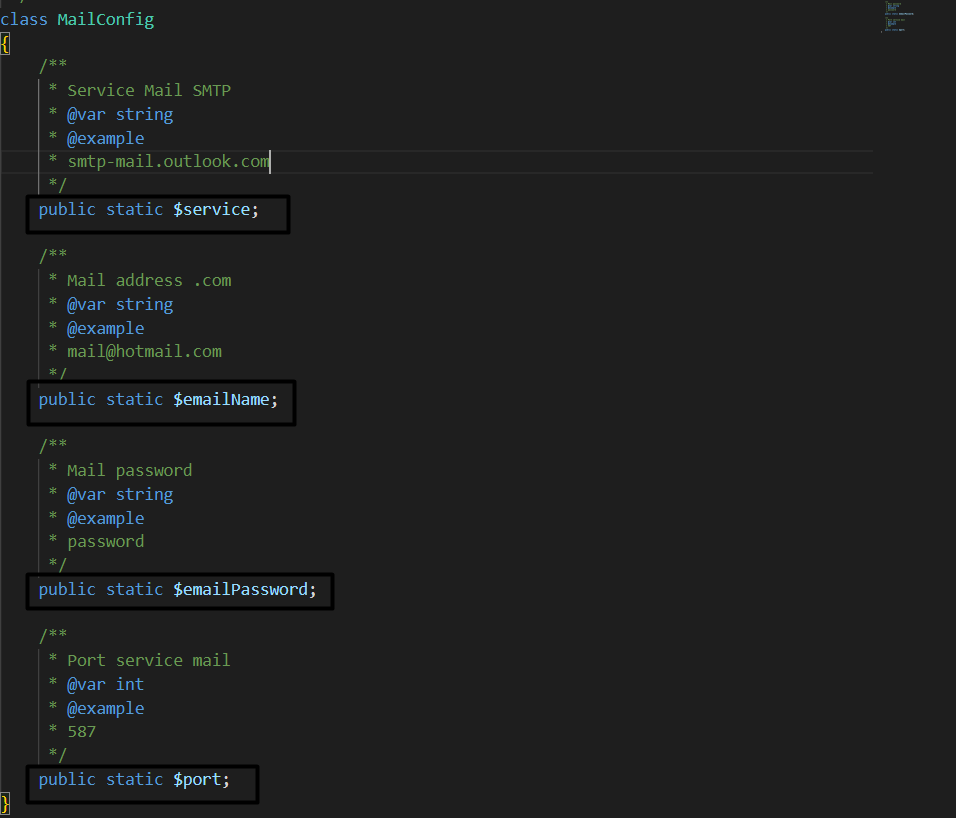 class MailConfig
{
/**
* Service Mail SMTP
* @var string
* @example
* smtp-mail.outlook.com
*/
public static $service;
/**
* Mail address .com
* @var string
* @example
* mail@hotmail.com
*/
public static $emailName;
/**
* Mail password
* @var string
* @example
* password
*/
public static $emailPassword;
/**
* Port service mail
* @var int
* @example
* 587
*/
public static $port;
}